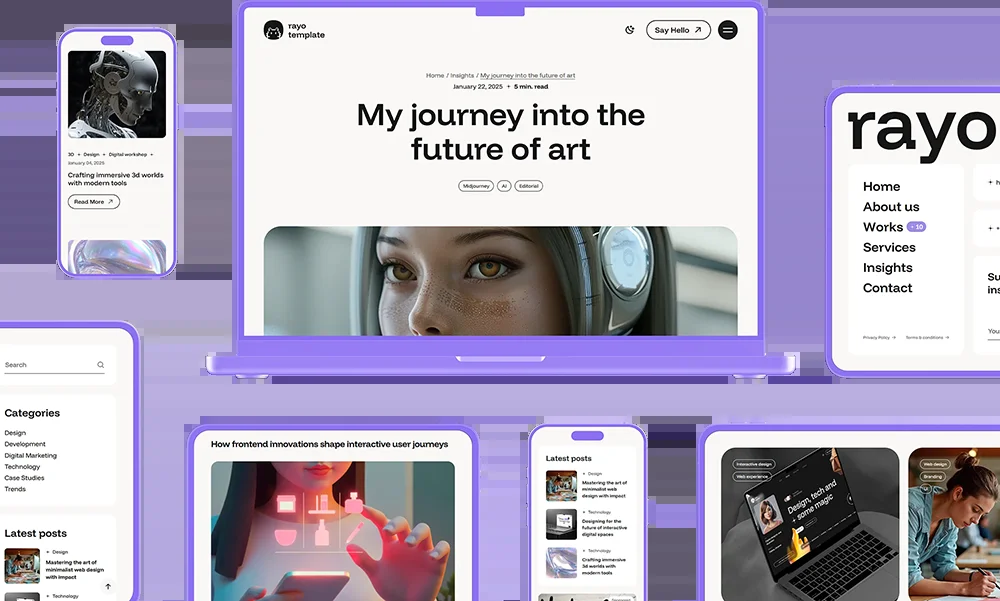 rayo
template
Say Hello
Home / Insights / My journey into the future of art
January 22, 2025 + 5 min. read
My journey into the
future of art
Midjourney
AI
Editorial
3D + Design + Digital workshop +
January 04, 2025
Crafting immersive 3d worlds
with modern tools
Read More
rayo
Home
About us
Works + 10
Services
Insights
Contact
Privacy Policy
Terms & conditions
Su
ins
You
Search
Categories
Design
Development
Digital Marketing
Technology
Case Studies
Trends
Latest posts
+ Design
Mastering the art of
minimalist web design
with impact
+ Technology
How frontend innovations shape interactive user journeys
Latest posts
+ Design
Mastering the art of
minimalist web
design with impact
+ Technology
Designing for the
future of interactive
digital spaces
+ Technology
Crafting immersive
3d worlds with
modern tools
Interactive design
Web experience
Design, tech and
+ some magic
Web design
Branding